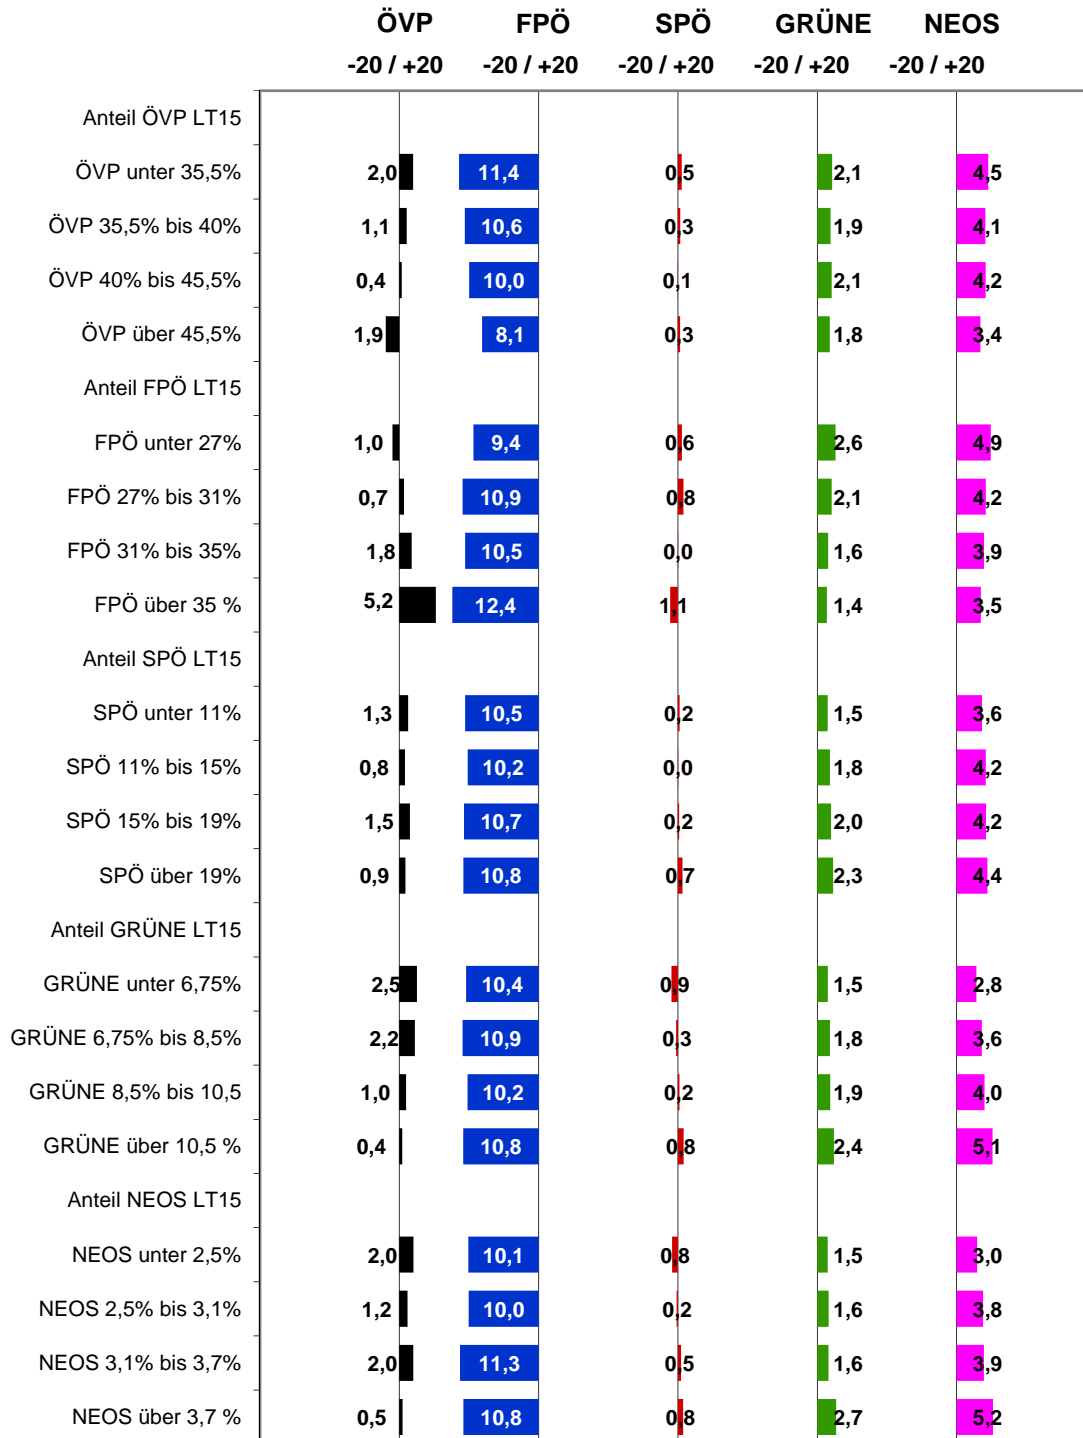 ÖVP FPÖ SPÖ GRÜNE NEOS
-20 / +20 -20 / +20 -20 / +20 -20 / +20 -20 / +20
Anteil ÖVP LT15
ÖVP unter 35,5% 2,0 11,4 0,5 2,1 4,5
ÖVP 35,5% bis 40% 1,1 10,6 0,3 1,9 4,1
ÖVP 40% bis 45,5% 0,4 10,0 0,1 2,1 4,2
ÖVP über 45,5% 1,9 8,1 0,3 1,8 3,4
Anteil FPÖ LT15
FPÖ unter 27% 1,0 9,4 0,6 2,6 4,9
FPÖ 27% bis 31% 0,7 10,9 0,8 2,1 4,2
FPÖ 31% bis 35% 1,8 10,5 0,0 1,6 3,9
FPÖ über 35 % 5,2 12,4 1,1 1,4 3,5
Anteil SPÖ LT15
SPÖ unter 11% 1,3 10,5 0,2 1,5 3,6
SPÖ 11% bis 15% 0,8 10,2 0,0 1,8 4,2
SPÖ 15% bis 19% 1,5 10,7 0,2 2,0 4,2
SPÖ über 19% 0,9 10,8 0,7 2,3 4,4
Anteil GRÜNE LT15
GRÜNE unter 6,75% 2,5 10,4 0,9 1,5 2,8
GRÜNE 6,75% bis 8,5% 2,2 10,9 0,3 1,8 3,6
GRÜNE 8,5% bis 10,5 1,0 10,2 0,2 1,9 4,0
GRÜNE über 10,5 % 0,4 10,8 0,8 2,4 5,1
Anteil NEOS LT15
NEOS unter 2,5% 2,0 10,1 0,8 1,5 3,0
NEOS 2,5% bis 3,1% 1,2 10,0 0,2 1,6 3,8
NEOS 3,1% bis 3,7% 2,0 11,3 0,5 1,6 3,9
NEOS über 3,7 % 0,5 10,8 0,8 2,7 5,2